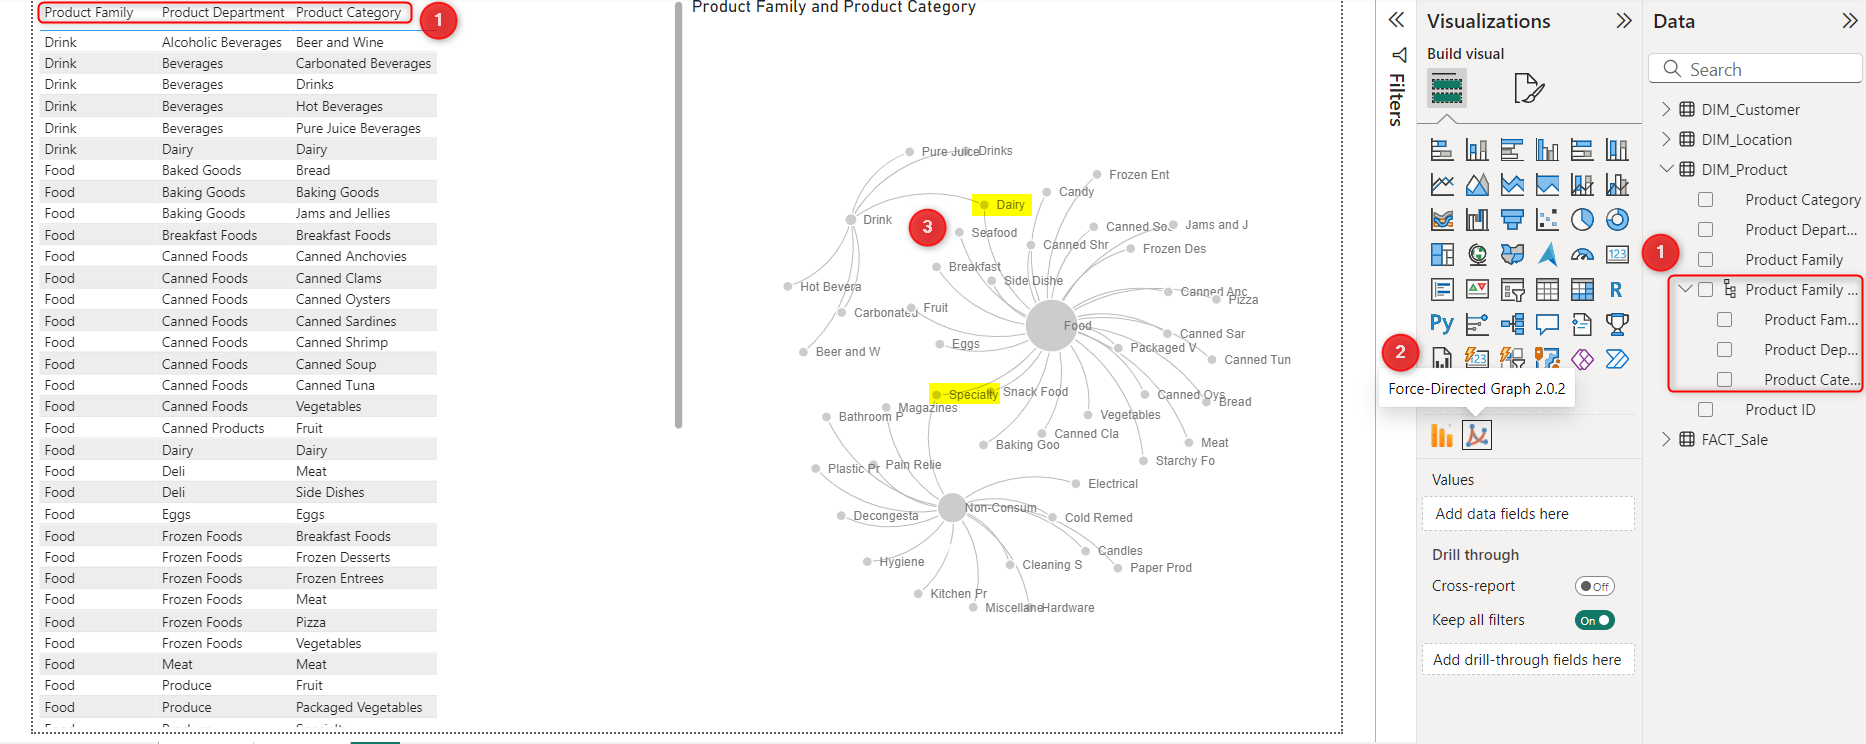 Product Family Product Department Product Category
1
Drink Alcoholic Beverages Beer and Wine
Drink Beverages Carbonated Beverages
Drink Beverages Drinks
Drink Beverages Hot Beverages
Drink Beverages Pure Juice Beverages
Drink Dairy Dairy
Food Baked Goods Bread
Food Baking Goods Baking Goods
Food Baking Goods Jams and Jellies
Food Breakfast Foods Breakfast Foods
Food Canned Foods Canned Anchovies
Food Canned Foods Canned Clams
Food Canned Foods Canned Oysters
Food Canned Foods Canned Sardines
Food Canned Foods Canned Shrimp
Food Canned Foods Canned Soup
Food Canned Foods Canned Tuna
Food Canned Foods Vegetables
Food Canned Products Fruit
Food Dairy Dairy
Food Deli Meat
Food Deli Side Dishes
Food Eggs Eggs
Food Frozen Foods Breakfast Foods
Food Frozen Foods Frozen Desserts
Food Frozen Foods Frozen Entrees
Food Frozen Foods Meat
Food Frozen Foods Pizza
Food Frozen Foods Vegetables
Food Meat Meat
Food Produce Fruit
Food Produce Packaged Vegetables
Product Family and Product Category
Pure Juice
Drinks
Frozen Ent
Candy
Dairy
Drink
3
Seafood
Canned So
Jams and J
Canned Shr
Frozen Des
Breakfast
Side Dishe
Hot Bevera
Canned Anc
Pizza
Carbonated
Fruit
Food
Canned Sar
Eggs
Packaged V
Beer and W
Canned Tun
Specialty
Snack Food
Canned Oys
Bread
Magazines
Bathroom P
Vegetables
Canned Cla
Baking Goo
Meat
Starchy Fo
Plastic Pr
Pain Relie
Electrical
Non-Consum
Decongesta
Cold Remed
Candles
Hygiene
Cleaning S
Paper Prod
Kitchen Pr
Miscellane
Hardware
Filters
Visualizations
Build visual
123
R
Py
2
123
Force-Directed Graph 2.0.2
Values
Add data fields here
Drill through
Cross-report Off
Keep all filters On
Add drill-through fields here
Data
Search
DIM_Customer
DIM_Location
DIM_Product
Product Category
Product Depart...
1
Product Family
Product Family ...
Product Fam...
Product Dep...
Product Cate...
Product ID
FACT_Sale